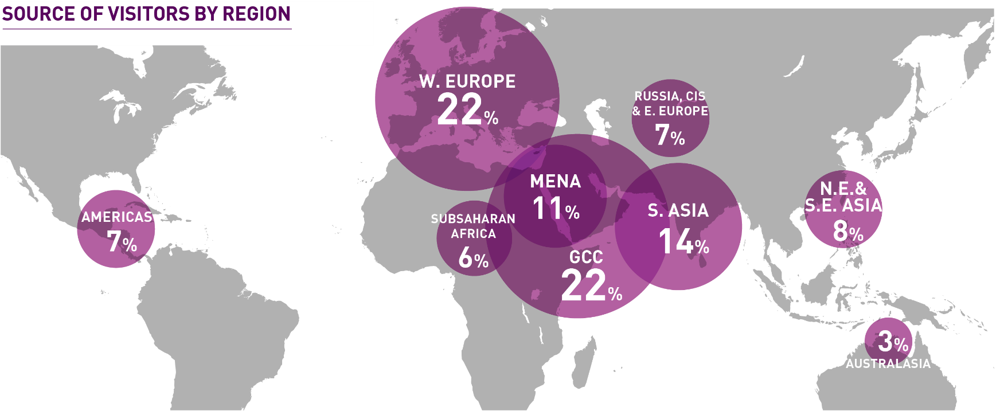 SOURCE OF VISITORS BY REGION
W. EUROPE
22%
RUSSIA, CIS
& E. EUROPE
7%
MENA
11%
N.E.&
S.E. ASIA
8%
AMERICAS
7%
SUBSAHARAN
AFRICA
6%
S. ASIA
14%
GCC
22%
3%
AUSTRALASIA